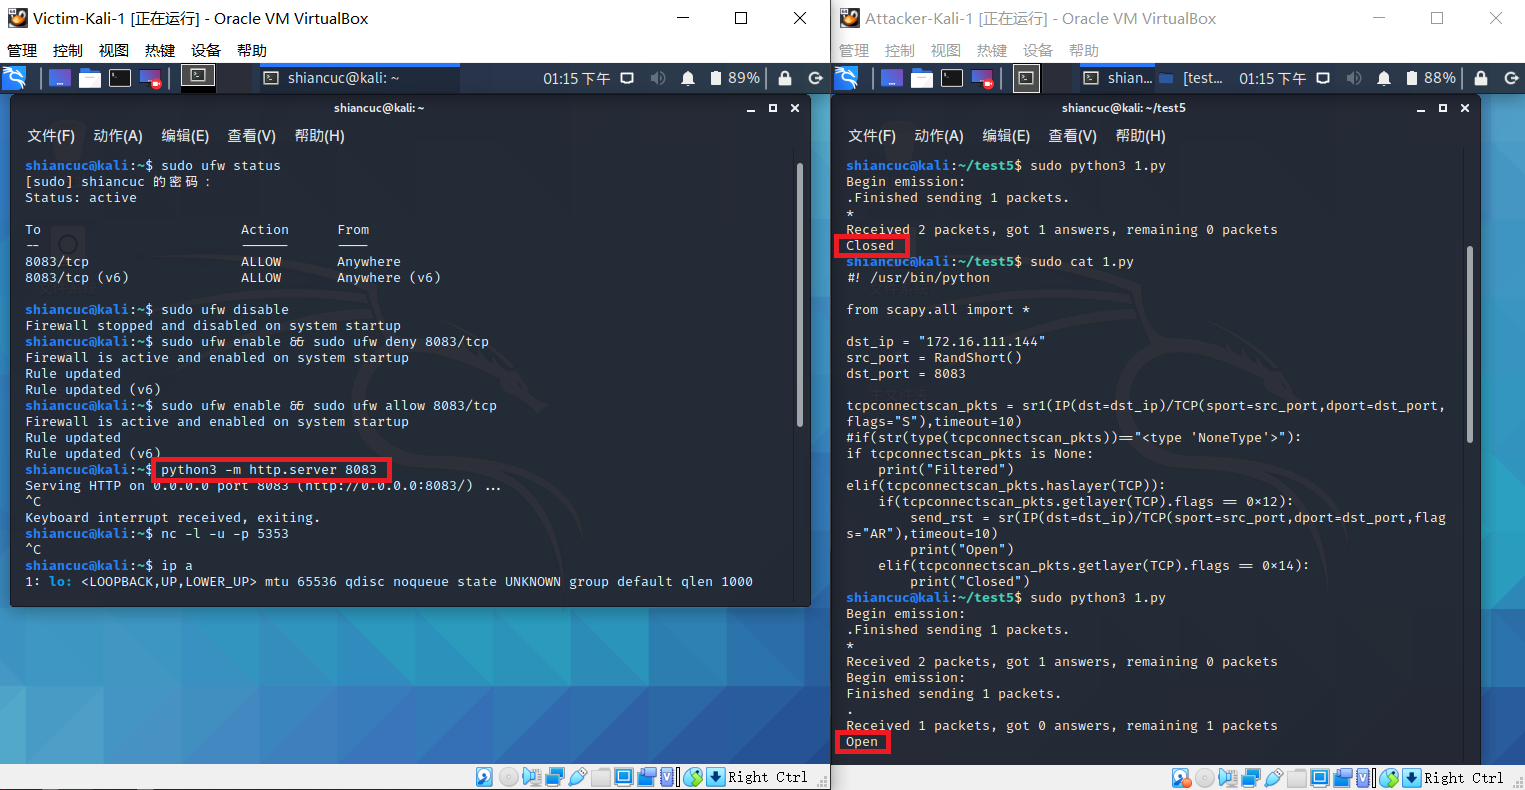 Victim-Kali-1 [正在运行] - Oracle VM VirtualBox
管理 控制 视图 热键 设备 帮助
shiancuc@kali: ~ 01:15 下午 89%
shiancuc@kali: ~
文件(F) 动作(A) 编辑(E) 查看(V) 帮助(H)
shiancuc@kali:~$ sudo ufw status
[sudo] shiancuc 的密码：
Status: active
To Action From
-- ------ ----
8083/tcp ALLOW Anywhere
8083/tcp (v6) ALLOW Anywhere (v6)
shiancuc@kali:~$ sudo ufw disable
Firewall stopped and disabled on system startup
shiancuc@kali:~$ sudo ufw enable && sudo ufw deny 8083/tcp
Firewall is active and enabled on system startup
Rule updated
Rule updated (v6)
shiancuc@kali:~$ sudo ufw enable && sudo ufw allow 8083/tcp
Firewall is active and enabled on system startup
Rule updated
Rule updated (v6)
shiancuc@kali:~$ python3 -m http.server 8083
Serving HTTP on 0.0.0.0 port 8083 (http://0.0.0.0:8083/) ...
^C
Keyboard interrupt received, exiting.
shiancuc@kali:~$ nc -l -u -p 5353
^C
shiancuc@kali:~$ ip a
1: lo: <LOOPBACK,UP,LOWER_UP> mtu 65536 qdisc noqueue state UNKNOWN group default qlen 1000
Right Ctrl
Attacker-Kali-1 [正在运行] - Oracle VM VirtualBox
管理 控制 视图 热键 设备 帮助
shian... [test... 01:15 下午 88%
shiancuc@kali: ~/test5
文件(F) 动作(A) 编辑(E) 查看(V) 帮助(H)
shiancuc@kali:~/test5$ sudo python3 1.py
Begin emission:
.Finished sending 1 packets.
*
Received 2 packets, got 1 answers, remaining 0 packets
Closed
shiancuc@kali:~/test5$ sudo cat 1.py
#! /usr/bin/python
from scapy.all import *
dst_ip = "172.16.111.144"
src_port = RandShort()
dst_port = 8083
tcpconnectscan_pkts = sr1(IP(dst=dst_ip)/TCP(sport=src_port,dport=dst_port,
flags="S"),timeout=10)
#if(str(type(tcpconnectscan_pkts))=="<type 'NoneType'>"):
if tcpconnectscan_pkts is None:
print("Filtered")
elif(tcpconnectscan_pkts.haslayer(TCP)):
if(tcpconnectscan_pkts.getlayer(TCP).flags == 0x12):
send_rst = sr(IP(dst=dst_ip)/TCP(sport=src_port,dport=dst_port,flag
s="AR"),timeout=10)
print("Open")
elif(tcpconnectscan_pkts.getlayer(TCP).flags == 0x14):
print("Closed")
shiancuc@kali:~/test5$ sudo python3 1.py
Begin emission:
.Finished sending 1 packets.
*
Received 2 packets, got 1 answers, remaining 0 packets
Begin emission:
Finished sending 1 packets.
.
Received 1 packets, got 0 answers, remaining 1 packets
Open
Right Ctrl